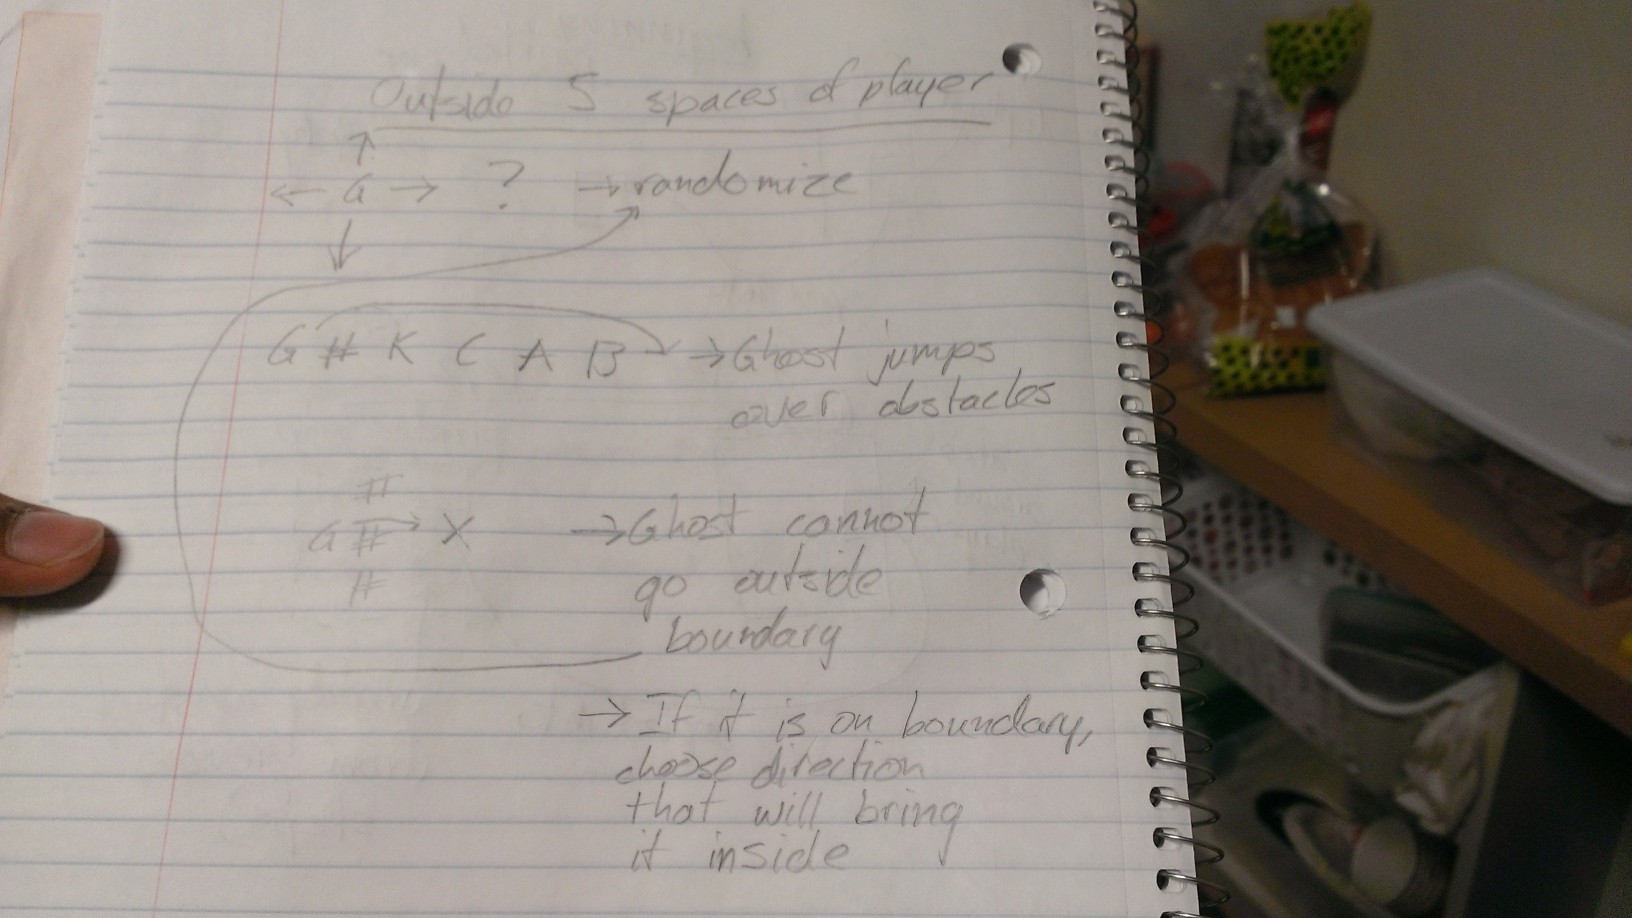 Outside 5 spaces of player
↑
← G → ? → randomize
↓
G # K C A B → Ghost jumps
over obstacles
#
G # → X → Ghost cannot
# go outside
boundary
→ If it is on boundary,
choose direction
that will bring
it inside